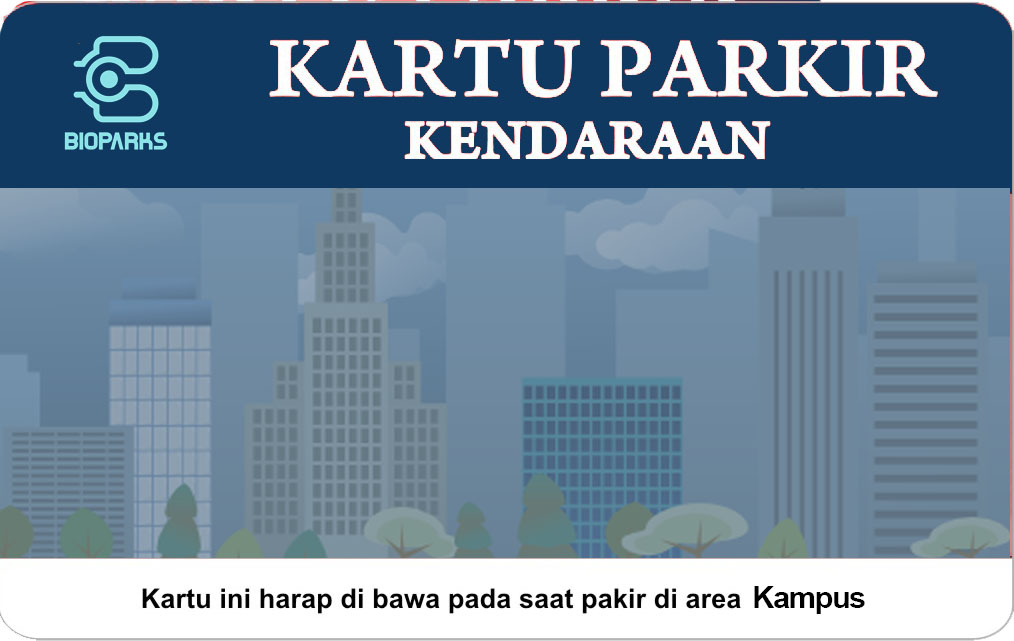 KARTU PARKIR
KENDARAAN
BIOPARKS
Kartu ini harap di bawa pada saat pakir di area Kampus